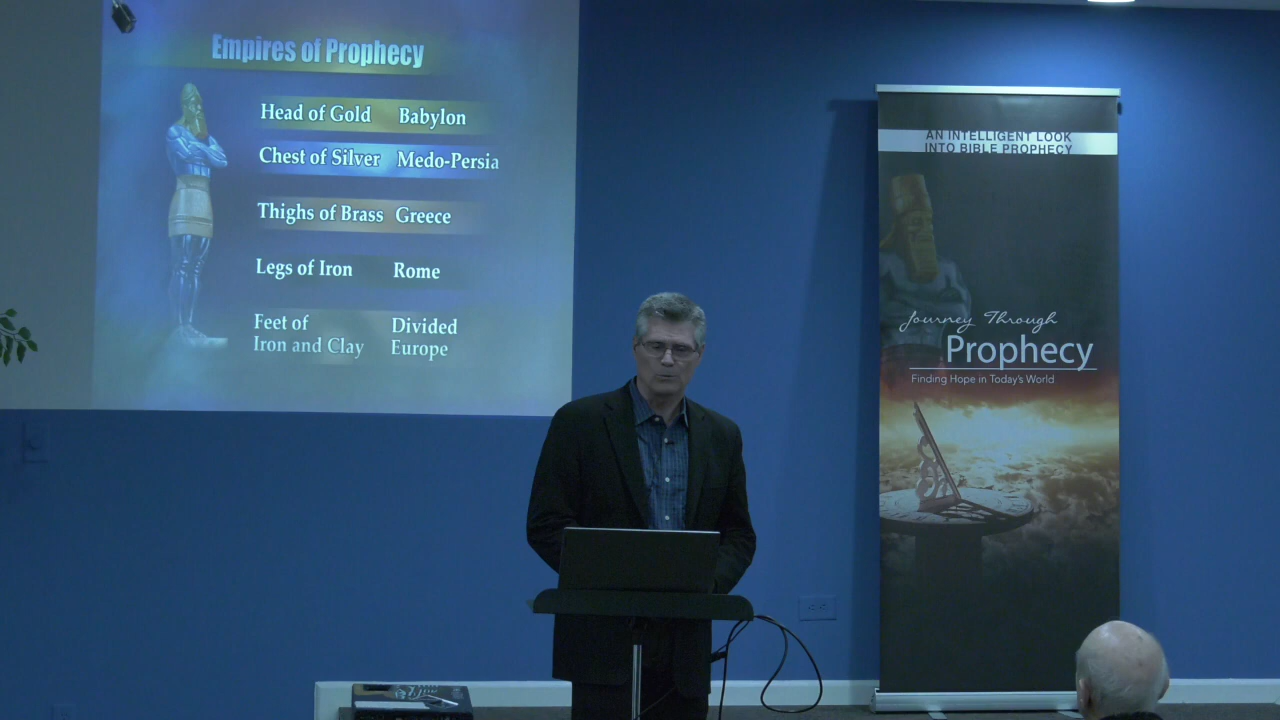 Empires of Prophecy
Head of Gold Babylon
Chest of Silver Medo-Persia
Thighs of Brass Greece
Legs of Iron Rome
Feet of Divided
Iron and Clay Europe
AN INTELLIGENT LOOK
INTO BIBLE PROPHECY
Journey Through
Prophecy
Finding Hope in Today's World